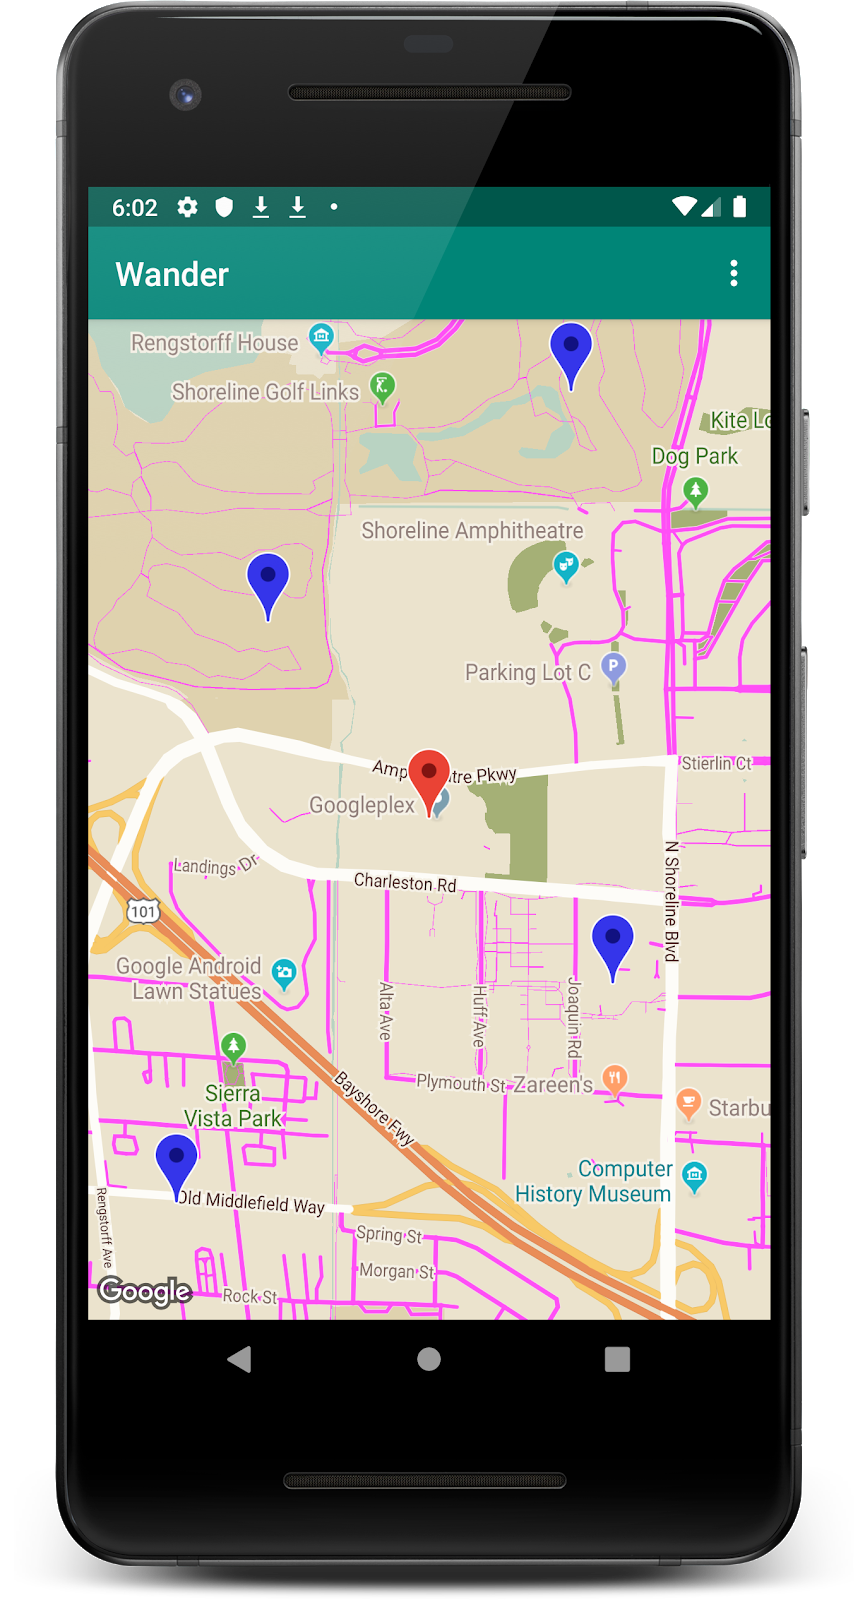 6:02
Wander
Rengstorff House
Shoreline Golf Links
Kite Lo
Dog Park
Shoreline Amphitheatre
Parking Lot C
P
Amp
tre Pkwy
Stierlin Ct
Googleplex
N Shoreline Blvd
Landings Dr
Charleston Rd
101
Google Android
Lawn Statues
Alta Ave
Huff Ave
Joaquin Rd
Sierra
Vista Park
Bayshore Fwy
Plymouth St
Zareen's
Starbu
Computer
History Museum
Old Middlefield Way
Rengstorff Ave
Spring St
Morgan St
Rock St
Google